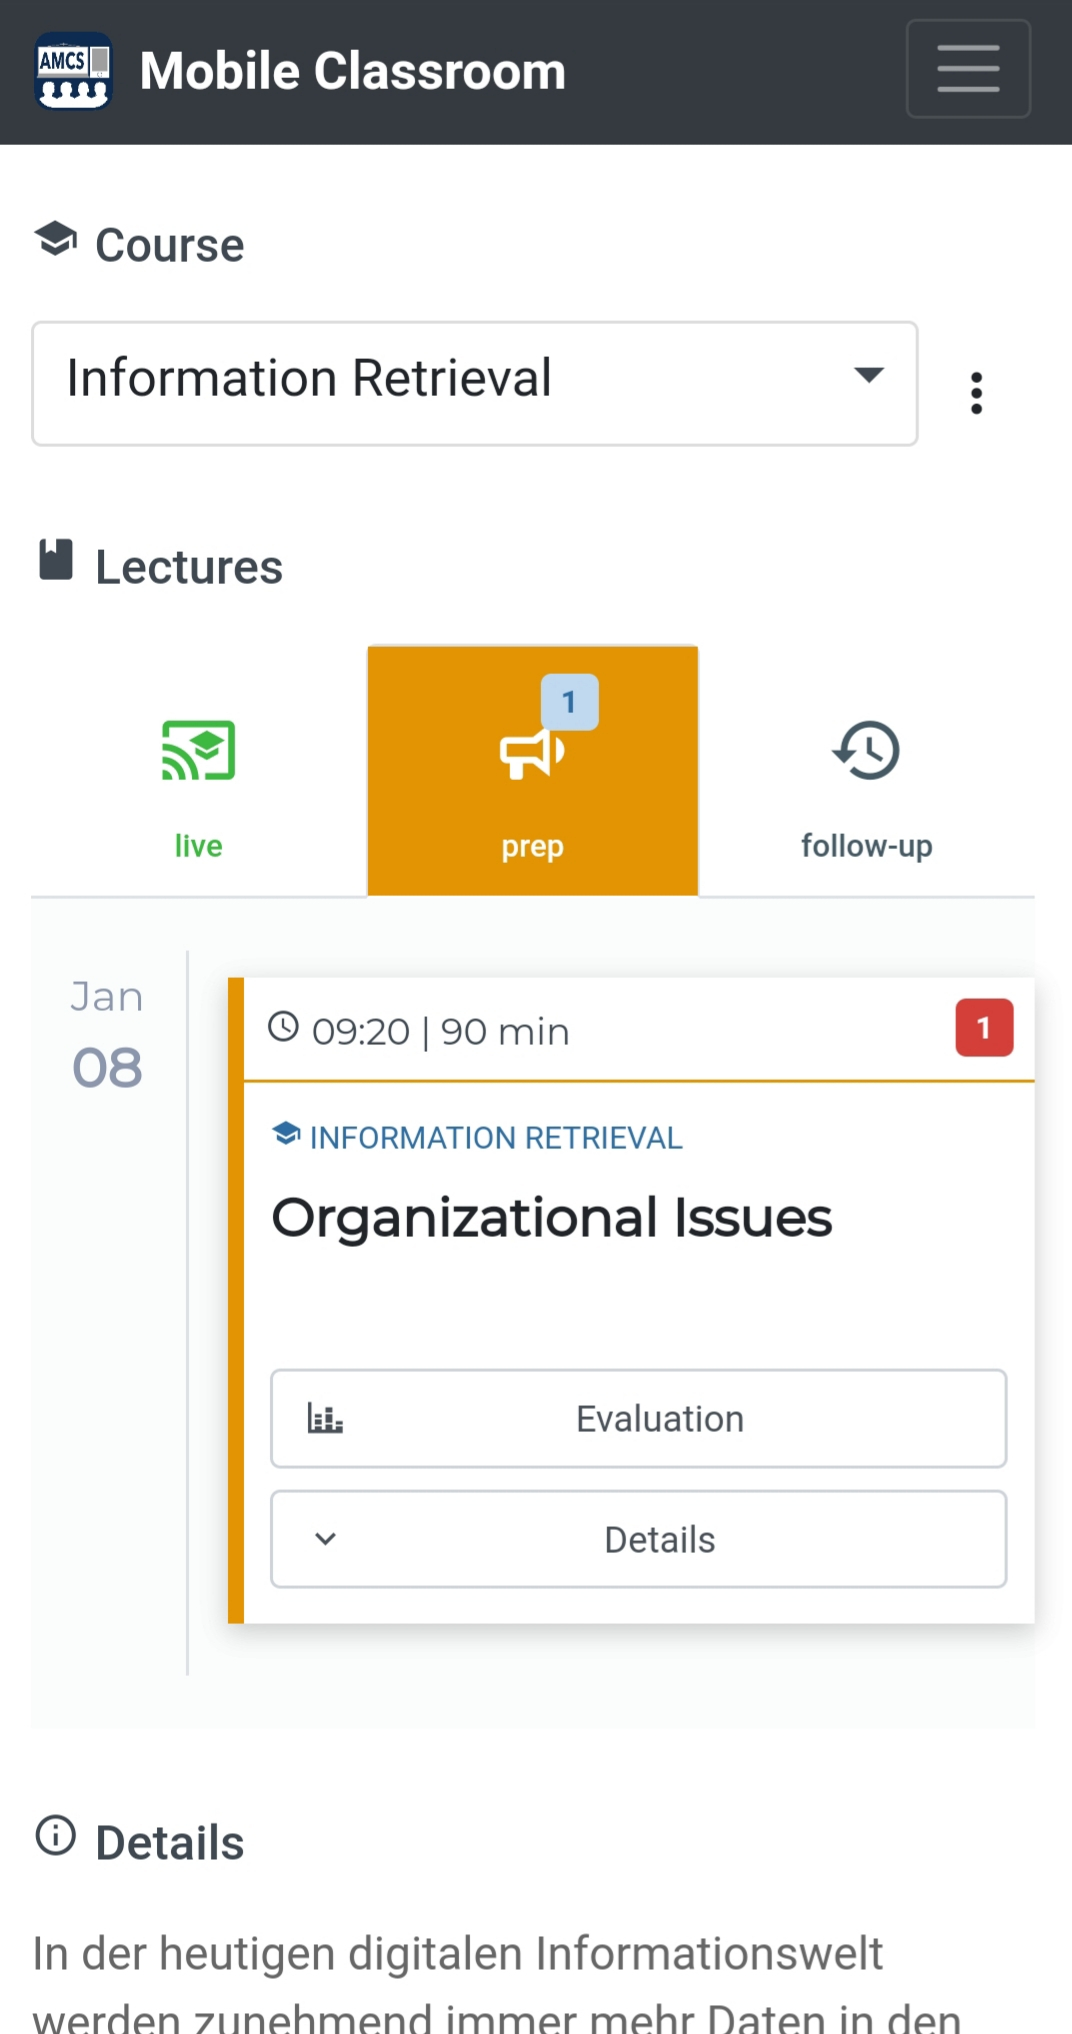 AMCS
Mobile Classroom
Course
Information Retrieval
Lectures
1
live
prep
follow-up
Jan
08
09:20 | 90 min
1
INFORMATION RETRIEVAL
Organizational Issues
Evaluation
Details
Details
In der heutigen digitalen Informationswelt
werden zunehmend immer mehr Daten in den